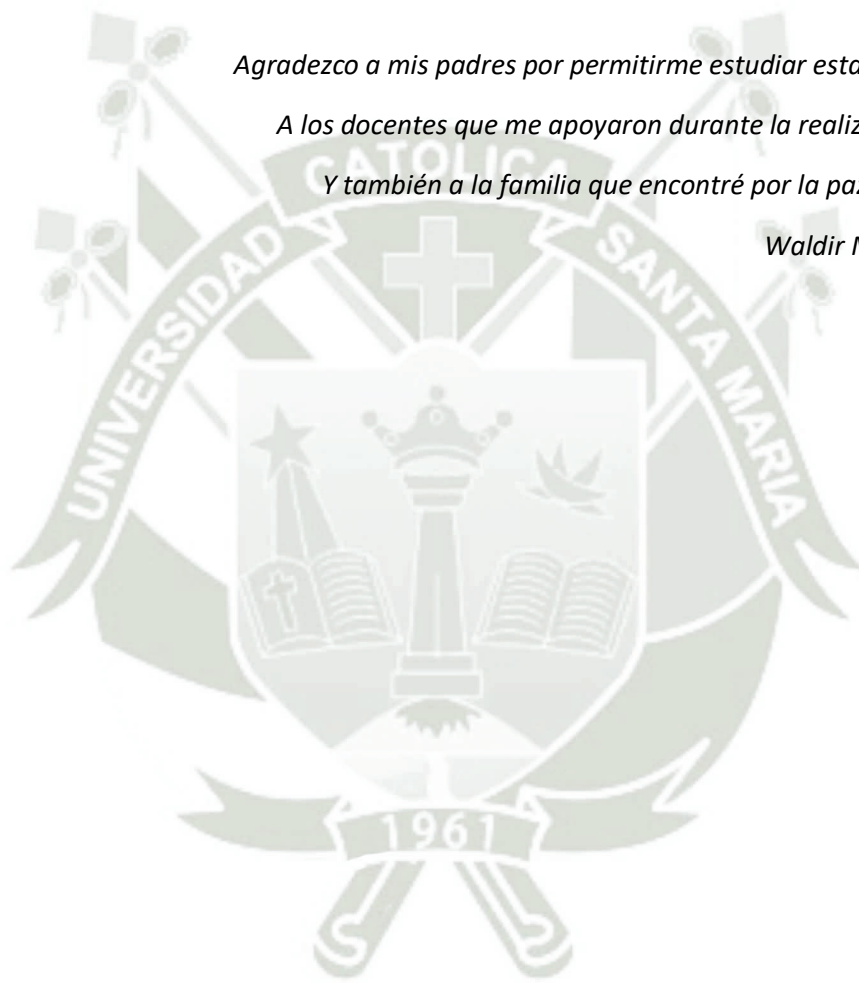 Agradezco a mis padres por permitirme estudiar esta
A los docentes que me apoyaron durante la
Y también a la familia que encontré por la
Waldir
UNIVERSIDAD CATOLICA SANTA MARIA
1961